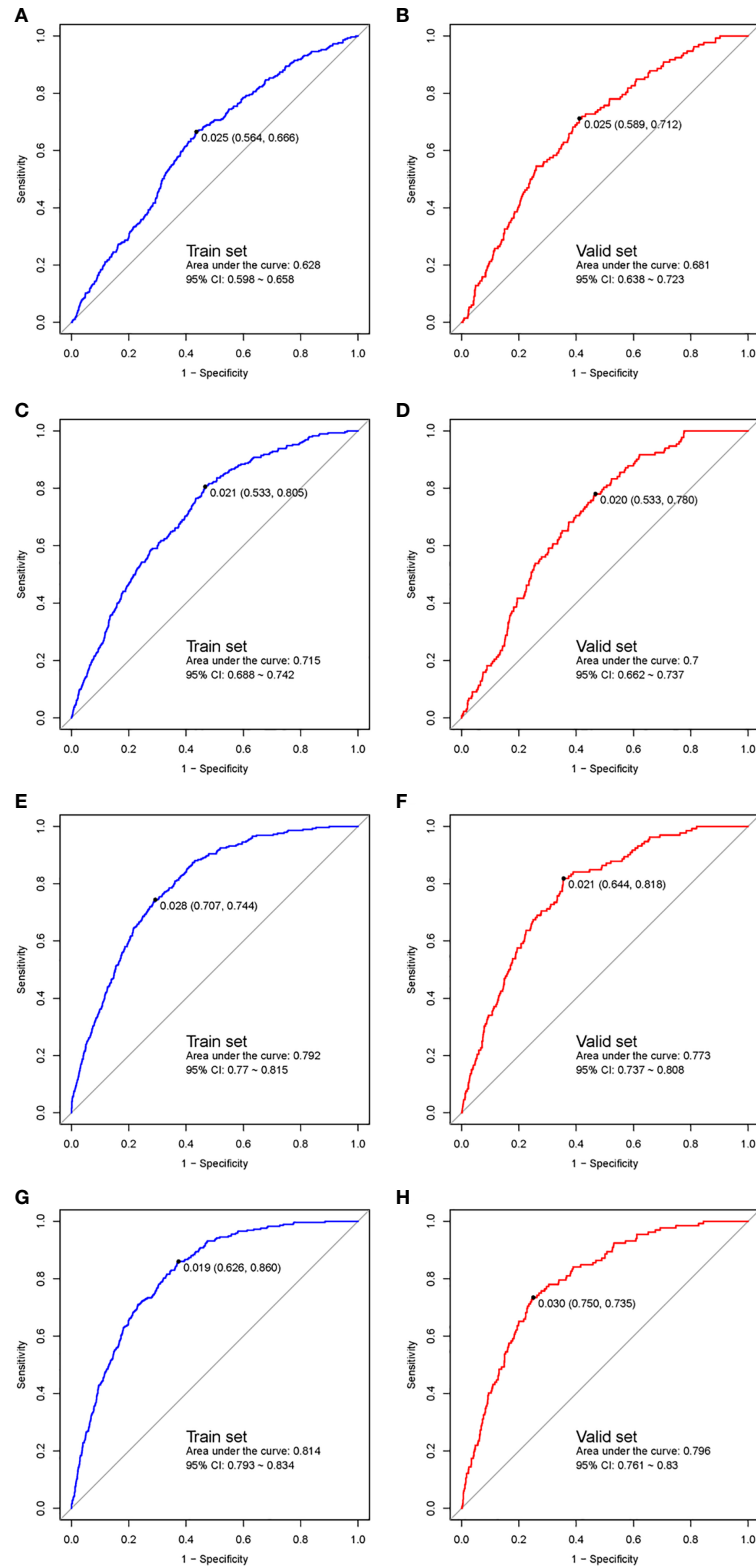 A
1.0
0.8
0.6
0.4
0.2
0.0
Sensitivity
0.025 (0.564, 0.666)
Train set
Area under the curve: 0.628
95% CI: 0.598 ~ 0.658
0.0 0.2 0.4 0.6 0.8 1.0
1 − Specificity
B
1.0
0.8
0.6
0.4
0.2
0.0
Sensitivity
0.025 (0.589, 0.712)
Valid set
Area under the curve: 0.681
95% CI: 0.638 ~ 0.723
0.0 0.2 0.4 0.6 0.8 1.0
1 − Specificity
C
1.0
0.8
0.6
0.4
0.2
0.0
Sensitivity
0.021 (0.533, 0.805)
Train set
Area under the curve: 0.715
95% CI: 0.688 ~ 0.742
0.0 0.2 0.4 0.6 0.8 1.0
1 − Specificity
D
1.0
0.8
0.6
0.4
0.2
0.0
Sensitivity
0.020 (0.533, 0.780)
Valid set
Area under the curve: 0.7
95% CI: 0.662 ~ 0.737
0.0 0.2 0.4 0.6 0.8 1.0
1 − Specificity
E
1.0
0.8
0.6
0.4
0.2
0.0
Sensitivity
0.028 (0.707, 0.744)
Train set
Area under the curve: 0.792
95% CI: 0.77 ~ 0.815
0.0 0.2 0.4 0.6 0.8 1.0
1 − Specificity
F
1.0
0.8
0.6
0.4
0.2
0.0
Sensitivity
0.021 (0.644, 0.818)
Valid set
Area under the curve: 0.773
95% CI: 0.737 ~ 0.808
0.0 0.2 0.4 0.6 0.8 1.0
1 − Specificity
G
1.0
0.8
0.6
0.4
0.2
0.0
Sensitivity
0.019 (0.626, 0.860)
Train set
Area under the curve: 0.814
95% CI: 0.793 ~ 0.834
0.0 0.2 0.4 0.6 0.8 1.0
1 − Specificity
H
1.0
0.8
0.6
0.4
0.2
0.0
Sensitivity
0.030 (0.750, 0.735)
Valid set
Area under the curve: 0.796
95% CI: 0.761 ~ 0.83
0.0 0.2 0.4 0.6 0.8 1.0
1 − Specificity